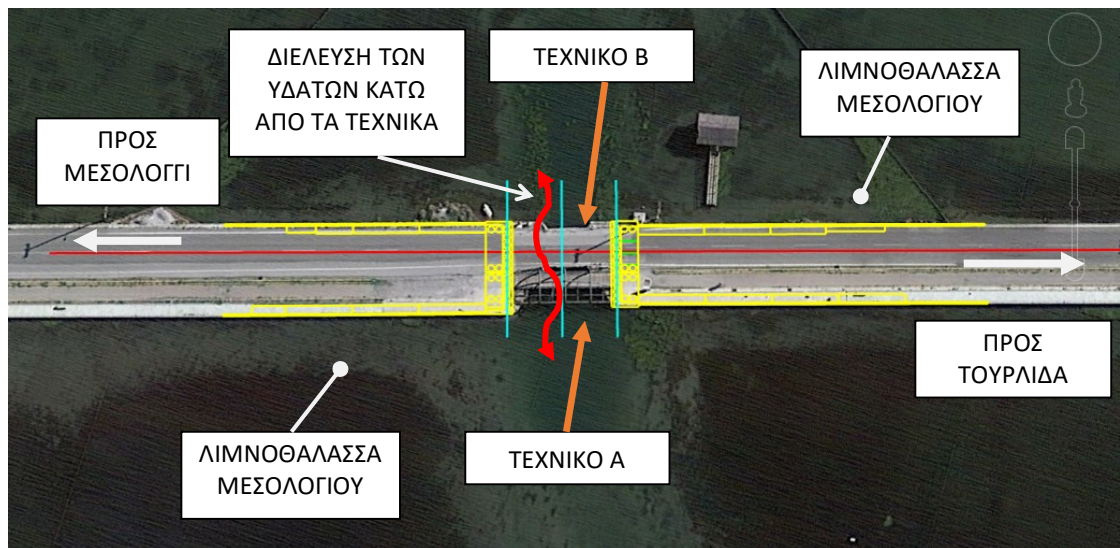 ΔΙΕΛΕΥΣΗ ΤΩΝ
ΥΔΑΤΩΝ ΚΑΤΩ
ΑΠΟ ΤΑ ΤΕΧΝΙΚΑ
ΤΕΧΝΙΚΟ Β
ΛΙΜΝΟΘΑΛΑΣΣΑ
ΜΕΣΟΛΟΓΙΟΥ
ΠΡΟΣ
ΜΕΣΟΛΟΓΓΙ
ΠΡΟΣ
ΤΟΥΡΛΙΔΑ
ΛΙΜΝΟΘΑΛΑΣΣΑ
ΜΕΣΟΛΟΓΙΟΥ
ΤΕΧΝΙΚΟ Α